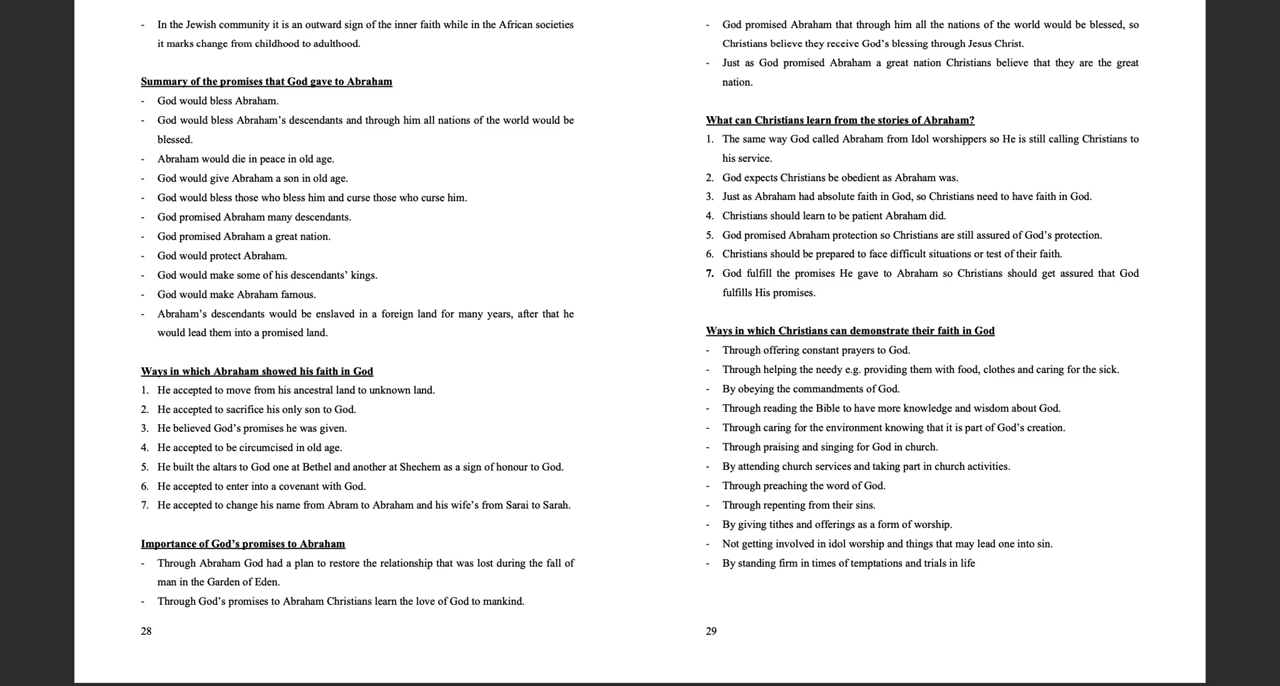 - In the Jewish community it is an outward sign of the inner faith while in the African societies
it marks change from childhood to adulthood.
Summary of the promises that God gave to Abraham
- God would bless Abraham.
- God would bless Abraham's descendants and through him all nations of the world would be
blessed.
- Abraham would die in peace in old age.
- God would give Abraham a son in old age.
- God would bless those who bless him and curse those who curse him.
- God promised Abraham many descendants.
- God promised Abraham a great nation.
- God would protect Abraham.
- God would make some of his descendants' kings.
- God would make Abraham famous.
- Abraham's descendants would be enslaved in a foreign land for many years, after that he
would lead them into a promised land.
Ways in which Abraham showed his faith in God
1. He accepted to move from his ancestral land to unknown land.
2. He accepted to sacrifice his only son to God.
3. He believed God's promises he was given.
4. He accepted to be circumcised in old age.
5. He built the altars to God one at Bethel and another at Shechem as a sign of honour to God.
6. He accepted to enter into a covenant with God.
7. He accepted to change his name from Abram to Abraham and his wife's from Sarai to Sarah.
Importance of God's promises to Abraham
- Through Abraham God had a plan to restore the relationship that was lost during the fall of
man in the Garden of Eden.
- Through God's promises to Abraham Christians learn the love of God to mankind.
28
- God promised Abraham that through him all the nations of the world would be blessed, so
Christians believe they receive God's blessing through Jesus Christ.
- Just as God promised Abraham a great nation Christians believe that they are the great
nation.
What can Christians learn from the stories of Abraham?
1. The same way God called Abraham from Idol worshippers so He is still calling Christians to
his service.
2. God expects Christians be obedient as Abraham was.
3. Just as Abraham had absolute faith in God, so Christians need to have faith in God.
4. Christians should learn to be patient Abraham did.
5. God promised Abraham protection so Christians are still assured of God's protection.
6. Christians should be prepared to face difficult situations or test of their faith.
7. God fulfill the promises He gave to Abraham so Christians should get assured that God
fulfills His promises.
Ways in which Christians can demonstrate their faith in God
- Through offering constant prayers to God.
- Through helping the needy e.g. providing them with food, clothes and caring for the sick.
- By obeying the commandments of God.
- Through reading the Bible to have more knowledge and wisdom about God.
- Through caring for the environment knowing that it is part of God's creation.
- Through praising and singing for God in church.
- By attending church services and taking part in church activities.
- Through preaching the word of God.
- Through repenting from their sins.
- By giving tithes and offerings as a form of worship.
- Not getting involved in idol worship and things that may lead one into sin.
- By standing firm in times of temptations and trials in life
29